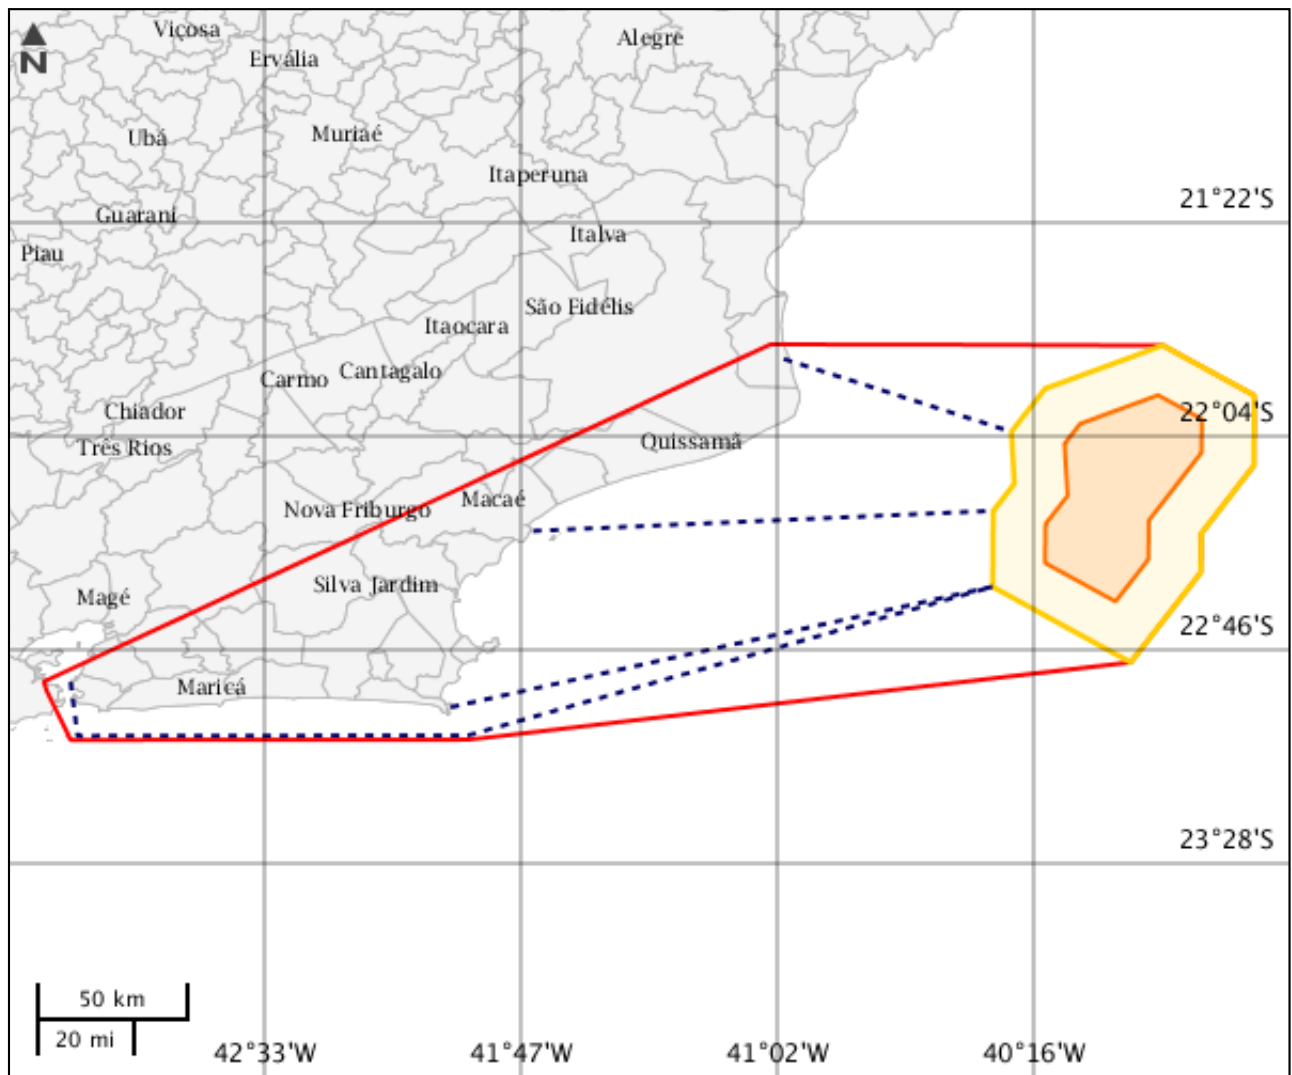 Viçosa
Alegre
Ervália
N
Muriaé
Ubá
Itaperuna
21°22'S
Guarani
Italva
Piau
São Fidélis
Itaocara
Cantagalo
Carmo
Chiador
22°04'S
Quissamã
Três Rios
Macaé
Nova Friburgo
Silva Jardim
Magé
22°46'S
Maricá
23°28'S
50 km
20 mi
42°33'W
41°47'W
41°02'W
40°16'W